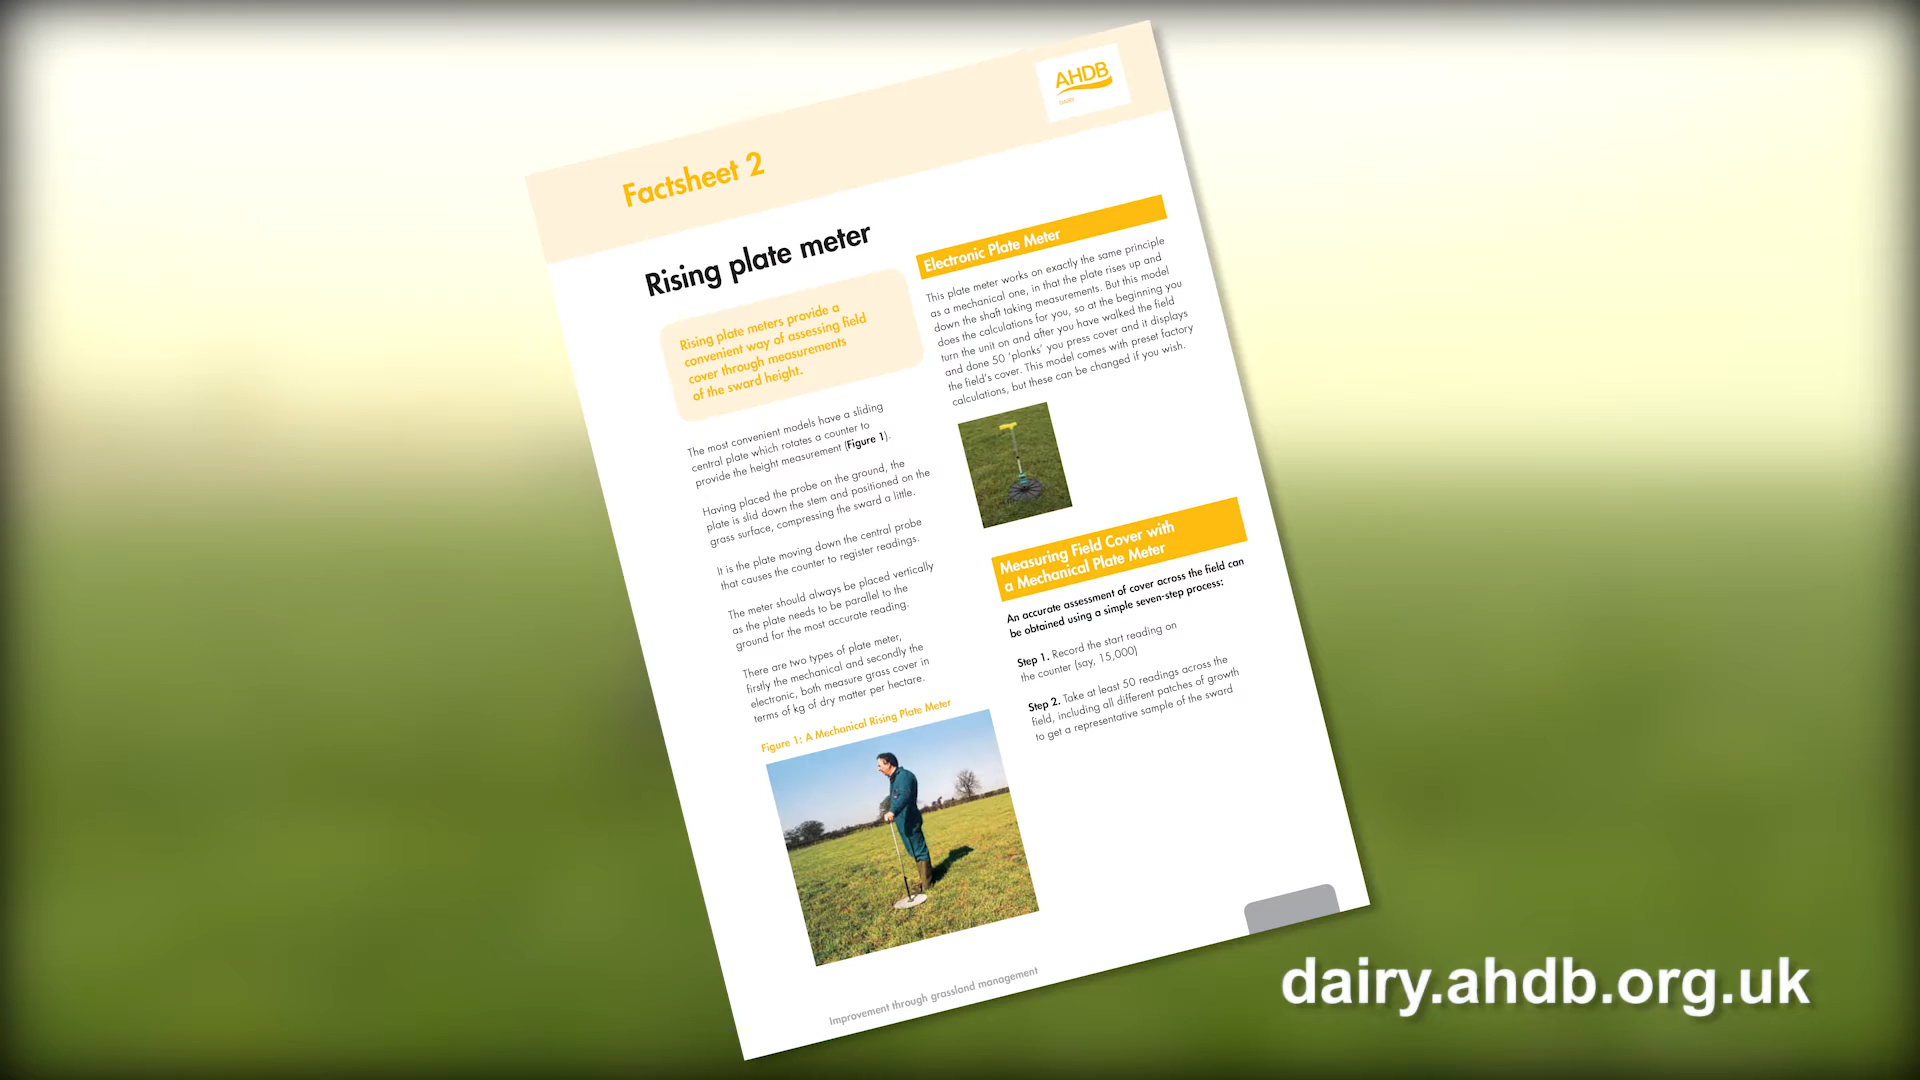 AHDB
DAIRY
Factsheet 2
Rising plate meter
Rising plate meters provide a
convenient way of assessing field
cover through measurements
of the sward height.
The most convenient models have a sliding
central plate which rotates a counter to
provide the height measurement (Figure 1).
Having placed the probe on the ground, the
plate is slid down the stem and positioned on the
grass surface, compressing the sward a little.
It is the plate moving down the central probe
that causes the counter to register readings.
The meter should always be placed vertically
as the plate needs to be parallel to the
ground for the most accurate reading.
There are two types of plate meter,
firstly the mechanical and secondly the
electronic, both measure grass cover in
terms of kg of dry matter per hectare.
Figure 1: A Mechanical Rising Plate Meter
Electronic Plate Meter
This plate meter works on exactly the same principle
as a mechanical one, in that the plate rises up and
down the shaft taking measurements. But this model
does the calculations for you, so at the beginning you
turn the unit on and after you have walked the field
and done 50 ‘plonks’ you press cover and it displays
the field’s cover. This model comes with preset factory
calculations, but these can be changed if you wish.
Measuring Field Cover with
a Mechanical Plate Meter
An accurate assessment of cover across the field can
be obtained using a simple seven-step process:
Step 1. Record the start reading on
the counter (say, 15,000)
Step 2. Take at least 50 readings across the
field, including all different patches of growth
to get a representative sample of the sward
Improvement through grassland management
dairy.ahdb.org.uk